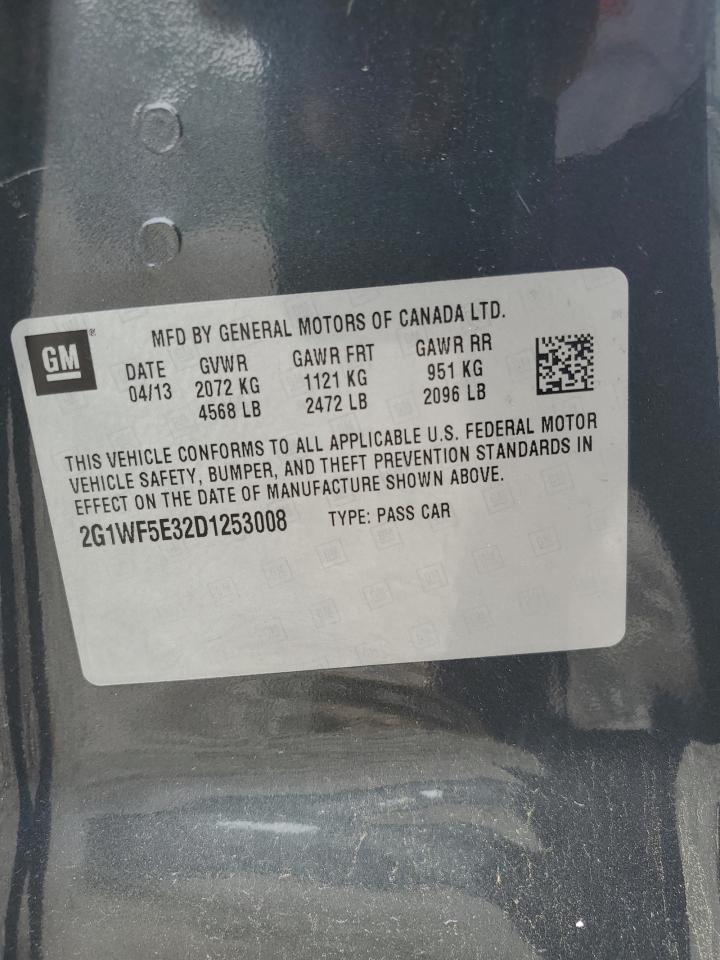 GM®
MFD BY GENERAL MOTORS OF CANADA LTD.
DATE GVWR GAWR FRT GAWR RR
04/13 2072 KG 1121 KG 951 KG
4568 LB 2472 LB 2096 LB
THIS VEHICLE CONFORMS TO ALL APPLICABLE U.S. FEDERAL MOTOR
VEHICLE SAFETY, BUMPER, AND THEFT PREVENTION STANDARDS IN
EFFECT ON THE DATE OF MANUFACTURE SHOWN ABOVE.
2G1WF5E32D1253008 TYPE: PASS CAR